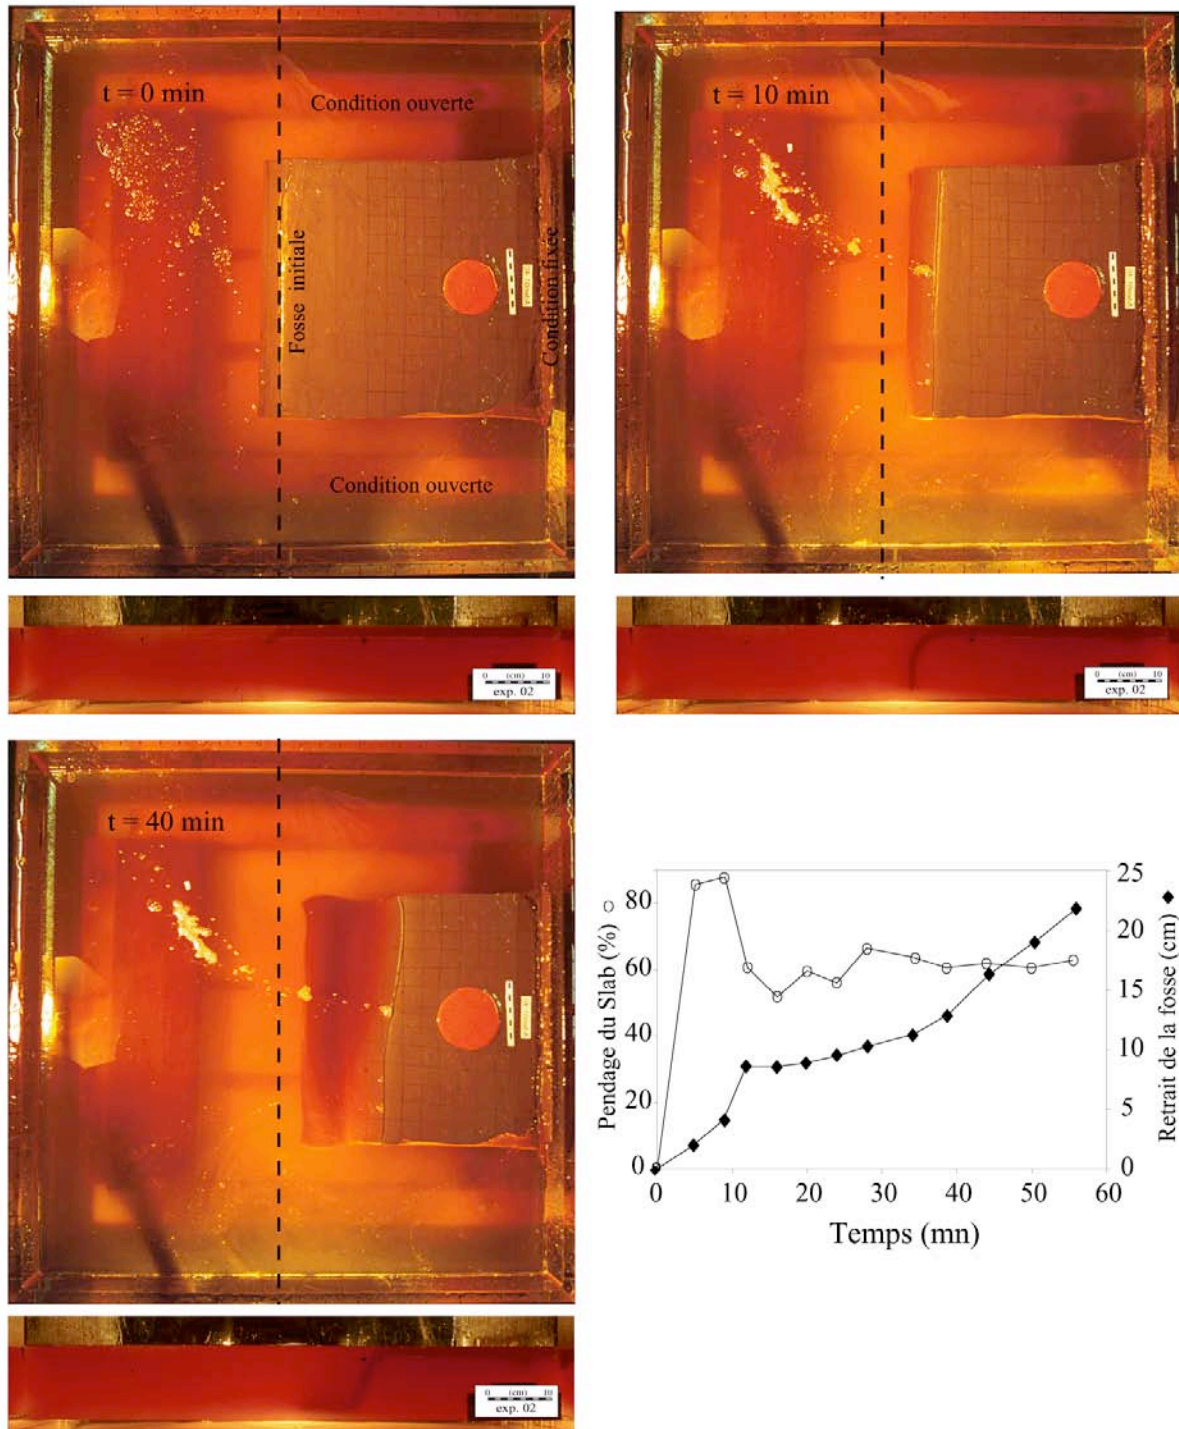 t = 0 min
Condition ouverte
Fosse initiale
Condition fixée
Condition ouverte
0 (cm) 10
exp. 02
t = 10 min
0 (cm) 10
exp. 02
t = 40 min
0 (cm) 10
exp. 02
Pendage du Slab (%)
80
60
40
20
0
25
20
15
10
5
0
Retrait de la fosse (cm)
0 10 20 30 40 50 60
Temps (mn)